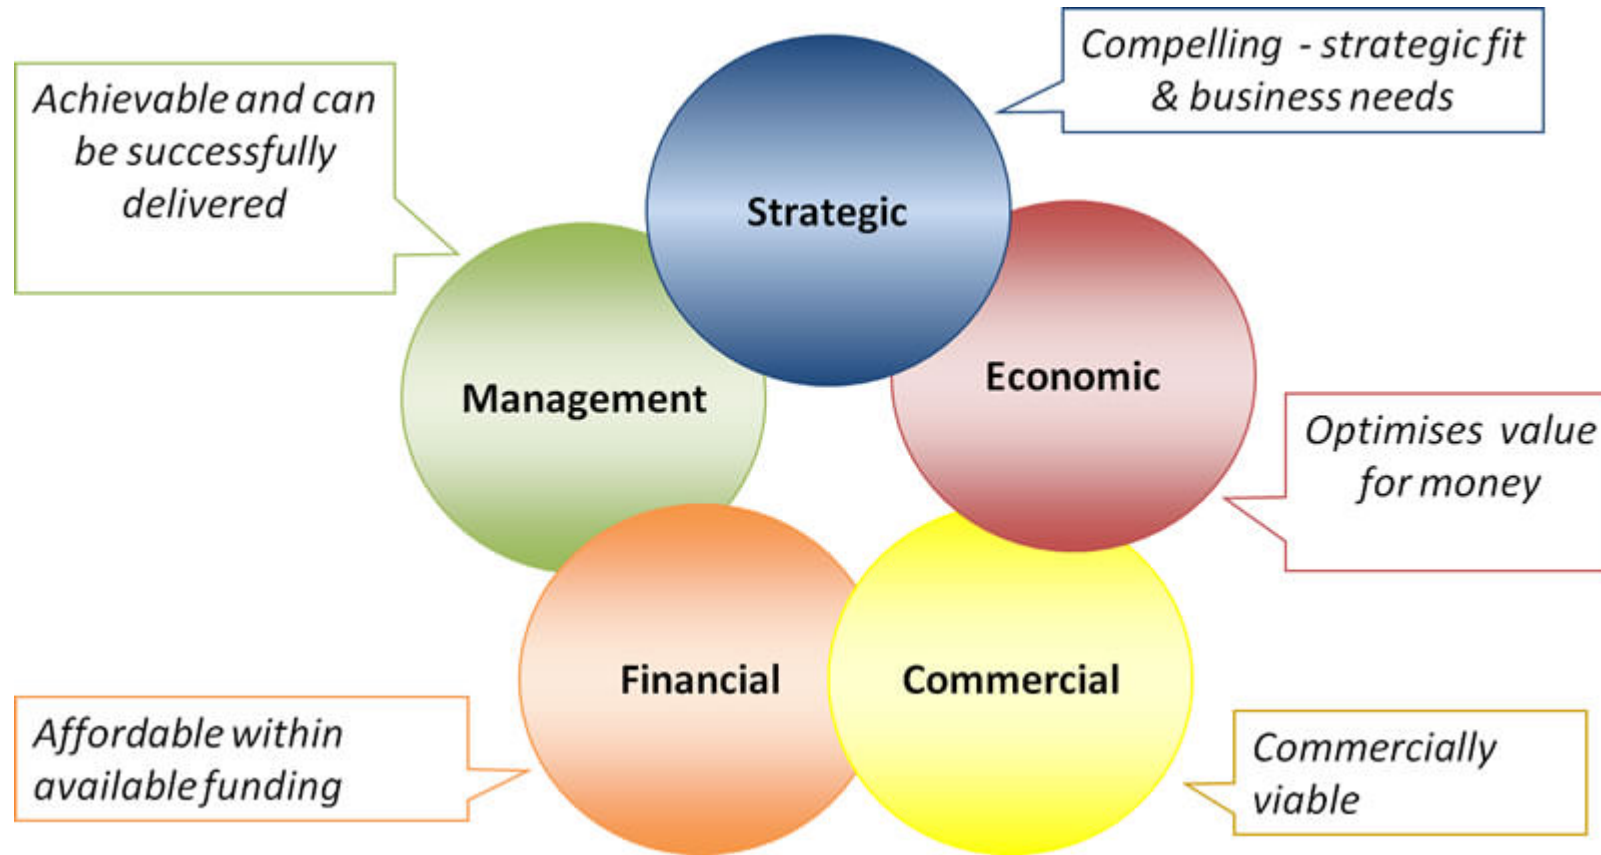 Compelling - strategic fit
& business needs
Achievable and can
be successfully
delivered
Strategic
Economic
Management
Optimises value
for money
Financial
Commercial
Affordable within
available funding
Commercially
viable